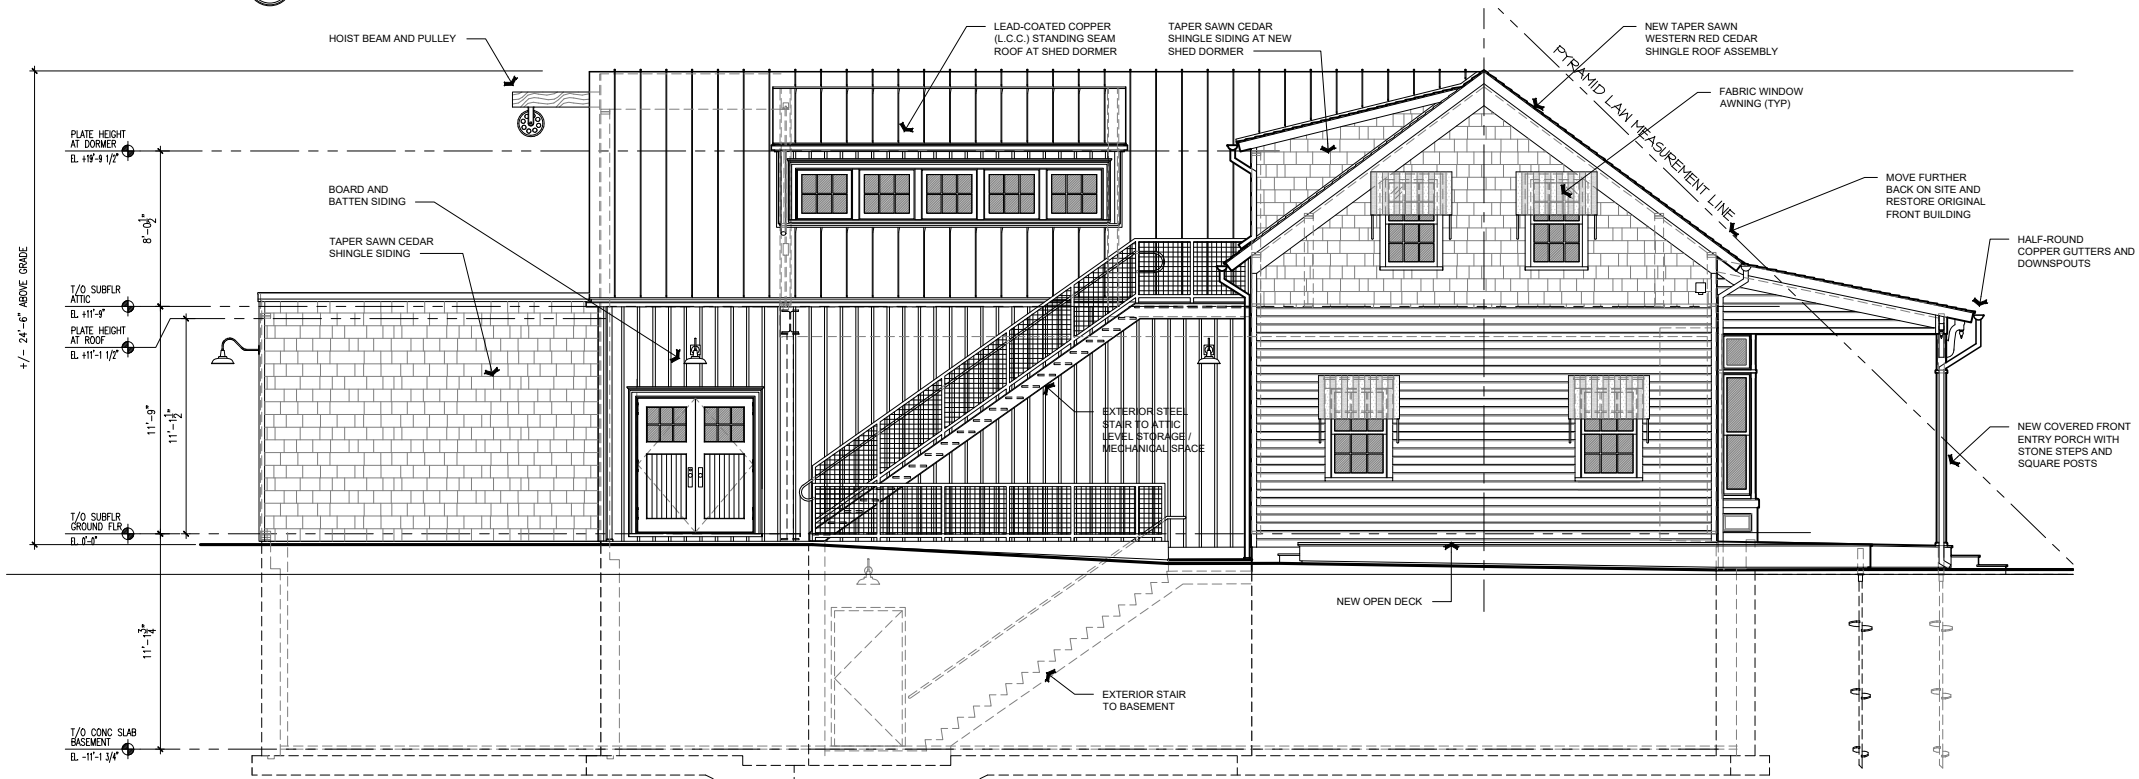 HOIST BEAM AND PULLEY
LEAD-COATED COPPER
(L.C.C.) STANDING SEAM
ROOF AT SHED DORMER
TAPER SAWN CEDAR
SHINGLE SIDING AT NEW
SHED DORMER
NEW TAPER SAWN
WESTERN RED CEDAR
SHINGLE ROOF ASSEMBLY
PYRAMID LAW MEASUREMENT LINE
FABRIC WINDOW
AWNING (TYP)
PLATE HEIGHT
AT DORMER
EL +19'-9 1/2"
BOARD AND
BATTEN SIDING
MOVE FURTHER
BACK ON SITE AND
RESTORE ORIGINAL
FRONT BUILDING
8'-0 1/2"
TAPER SAWN CEDAR
SHINGLE SIDING
HALF-ROUND
COPPER GUTTERS AND
DOWNSPOUTS
+/- 24'-6" ABOVE GRADE
T/O SUBFLR
ATTIC
EL +11'-9"
PLATE HEIGHT
AT ROOF
EL +11'-1 1/2"
11'-9"
11'-1 1/2"
EXTERIOR STEEL
STAIR TO ATTIC
LEVEL STORAGE /
MECHANICAL SPACE
NEW COVERED FRONT
ENTRY PORCH WITH
STONE STEPS AND
SQUARE POSTS
T/O SUBFLR
GROUND FLR
EL 0'-0"
NEW OPEN DECK
11'-1 3/4"
EXTERIOR STAIR
TO BASEMENT
T/O CONC SLAB
BASEMENT
EL -11'-1 3/4"